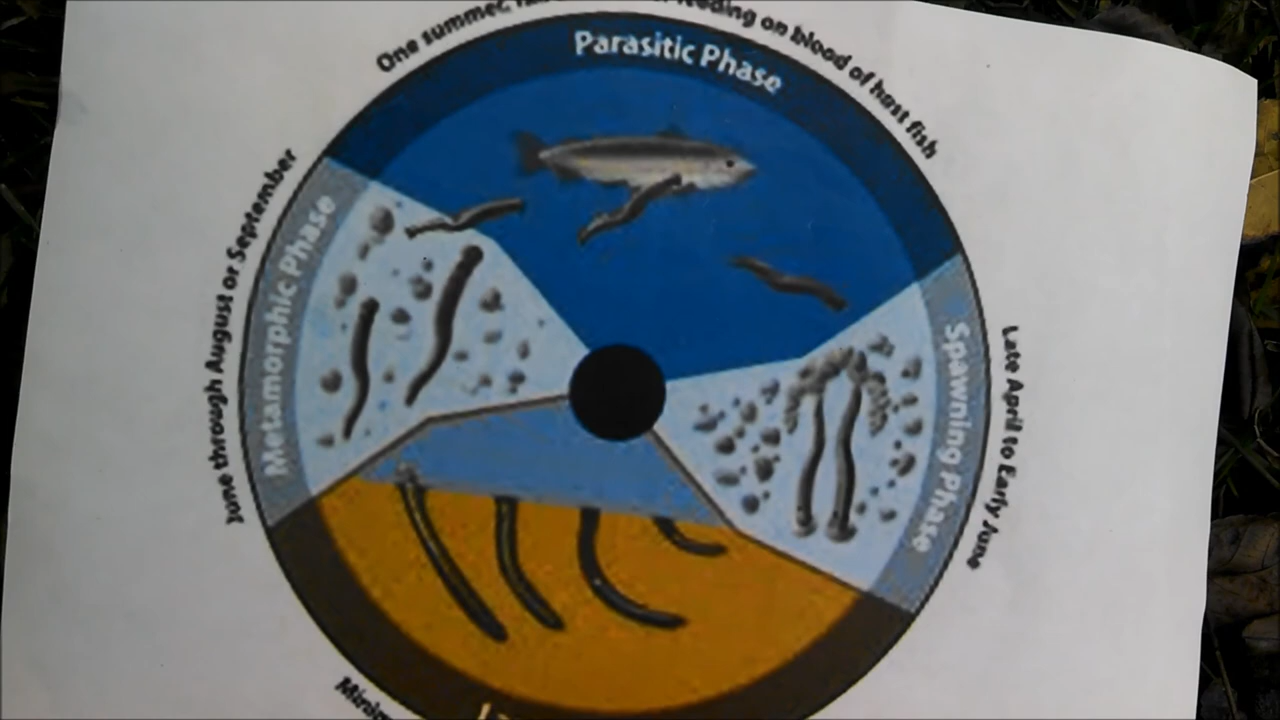 One summer, feeding on blood of host fish
Parasitic Phase
June through August or September
Metamorphic Phase
Spawning Phase
Late April to Early June